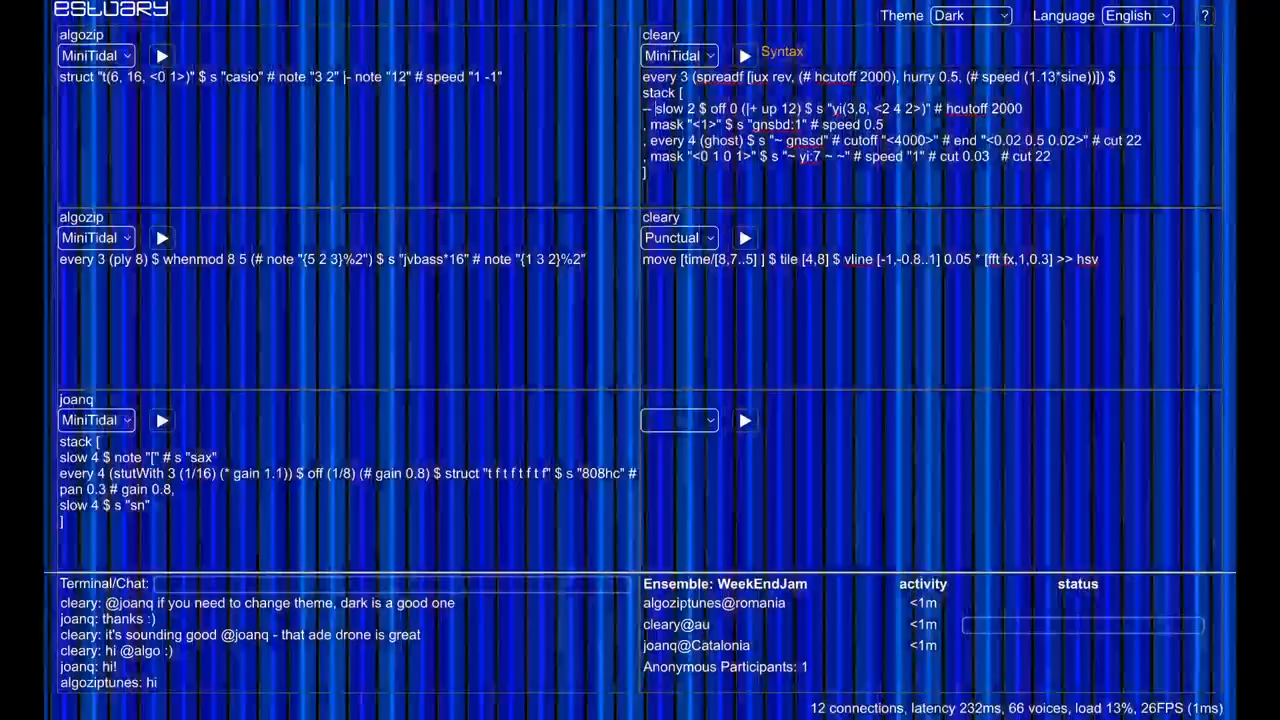 estuary
Theme Dark Language English ?
algozip
MiniTidal
struct "t(6, 16, <0 1>)" $ s "casio" # note "3 2" |- note "12" # speed "1 -1"
cleary
MiniTidal Syntax
every 3 (spreadf [jux rev, (# hcutoff 2000), hurry 0.5, (# speed (1.13*sine))]) $
stack [
-- slow 2 $ off 0 (|+ up 12) $ s "yi(3,8, <2 4 2>)" # hcutoff 2000
, mask "<1>" $ s "gnsbd:1" # speed 0.5
, every 4 (ghost) $ s "~ gnssd" # cutoff "<4000>" # end "<0.02 0.5 0.02>" # cut 22
, mask "<0 1 0 1>" $ s "~ yi:7 ~ ~" # speed "1" # cut 0.03 # cut 22
]
algozip
MiniTidal
every 3 (ply 8) $ whenmod 8 5 (# note "{5 2 3}%2") $ s "jvbass*16" # note "{1 3 2}%2"
cleary
Punctual
move [time/[8,7..5] ] $ tile [4,8] $ vline [-1,-0.8..1] 0.05 * [fft fx,1,0.3] >> hsv
joanq
MiniTidal
stack [
slow 4 $ note "[" # s "sax"
every 4 (stutWith 3 (1/16) (* gain 1.1)) $ off (1/8) (# gain 0.8) $ struct "t f t f t f t f" $ s "808hc" #
pan 0.3 # gain 0.8,
slow 4 $ s "sn"
]
Terminal/Chat:
cleary: @joanq if you need to change theme, dark is a good one
joanq: thanks :)
cleary: it's sounding good @joanq - that ade drone is great
cleary: hi @algo :)
joanq: hi!
algoziptunes: hi
Ensemble: WeekEndJam activity status
algoziptunes@romania <1m
cleary@au <1m
joanq@Catalonia <1m
Anonymous Participants: 1
12 connections, latency 232ms, 66 voices, load 13%, 26FPS (1ms)